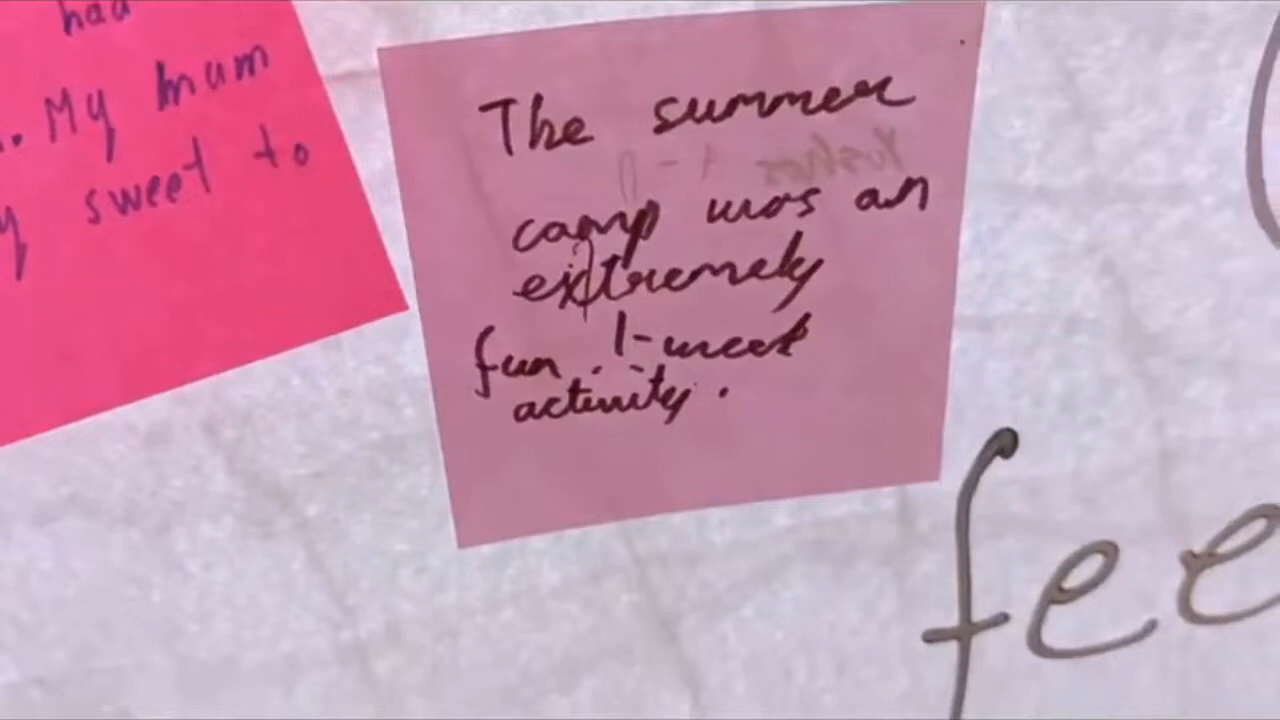 had
. My mum
y sweet to
The summer
camp was an
extremely
fun 1-week
activity.
fee